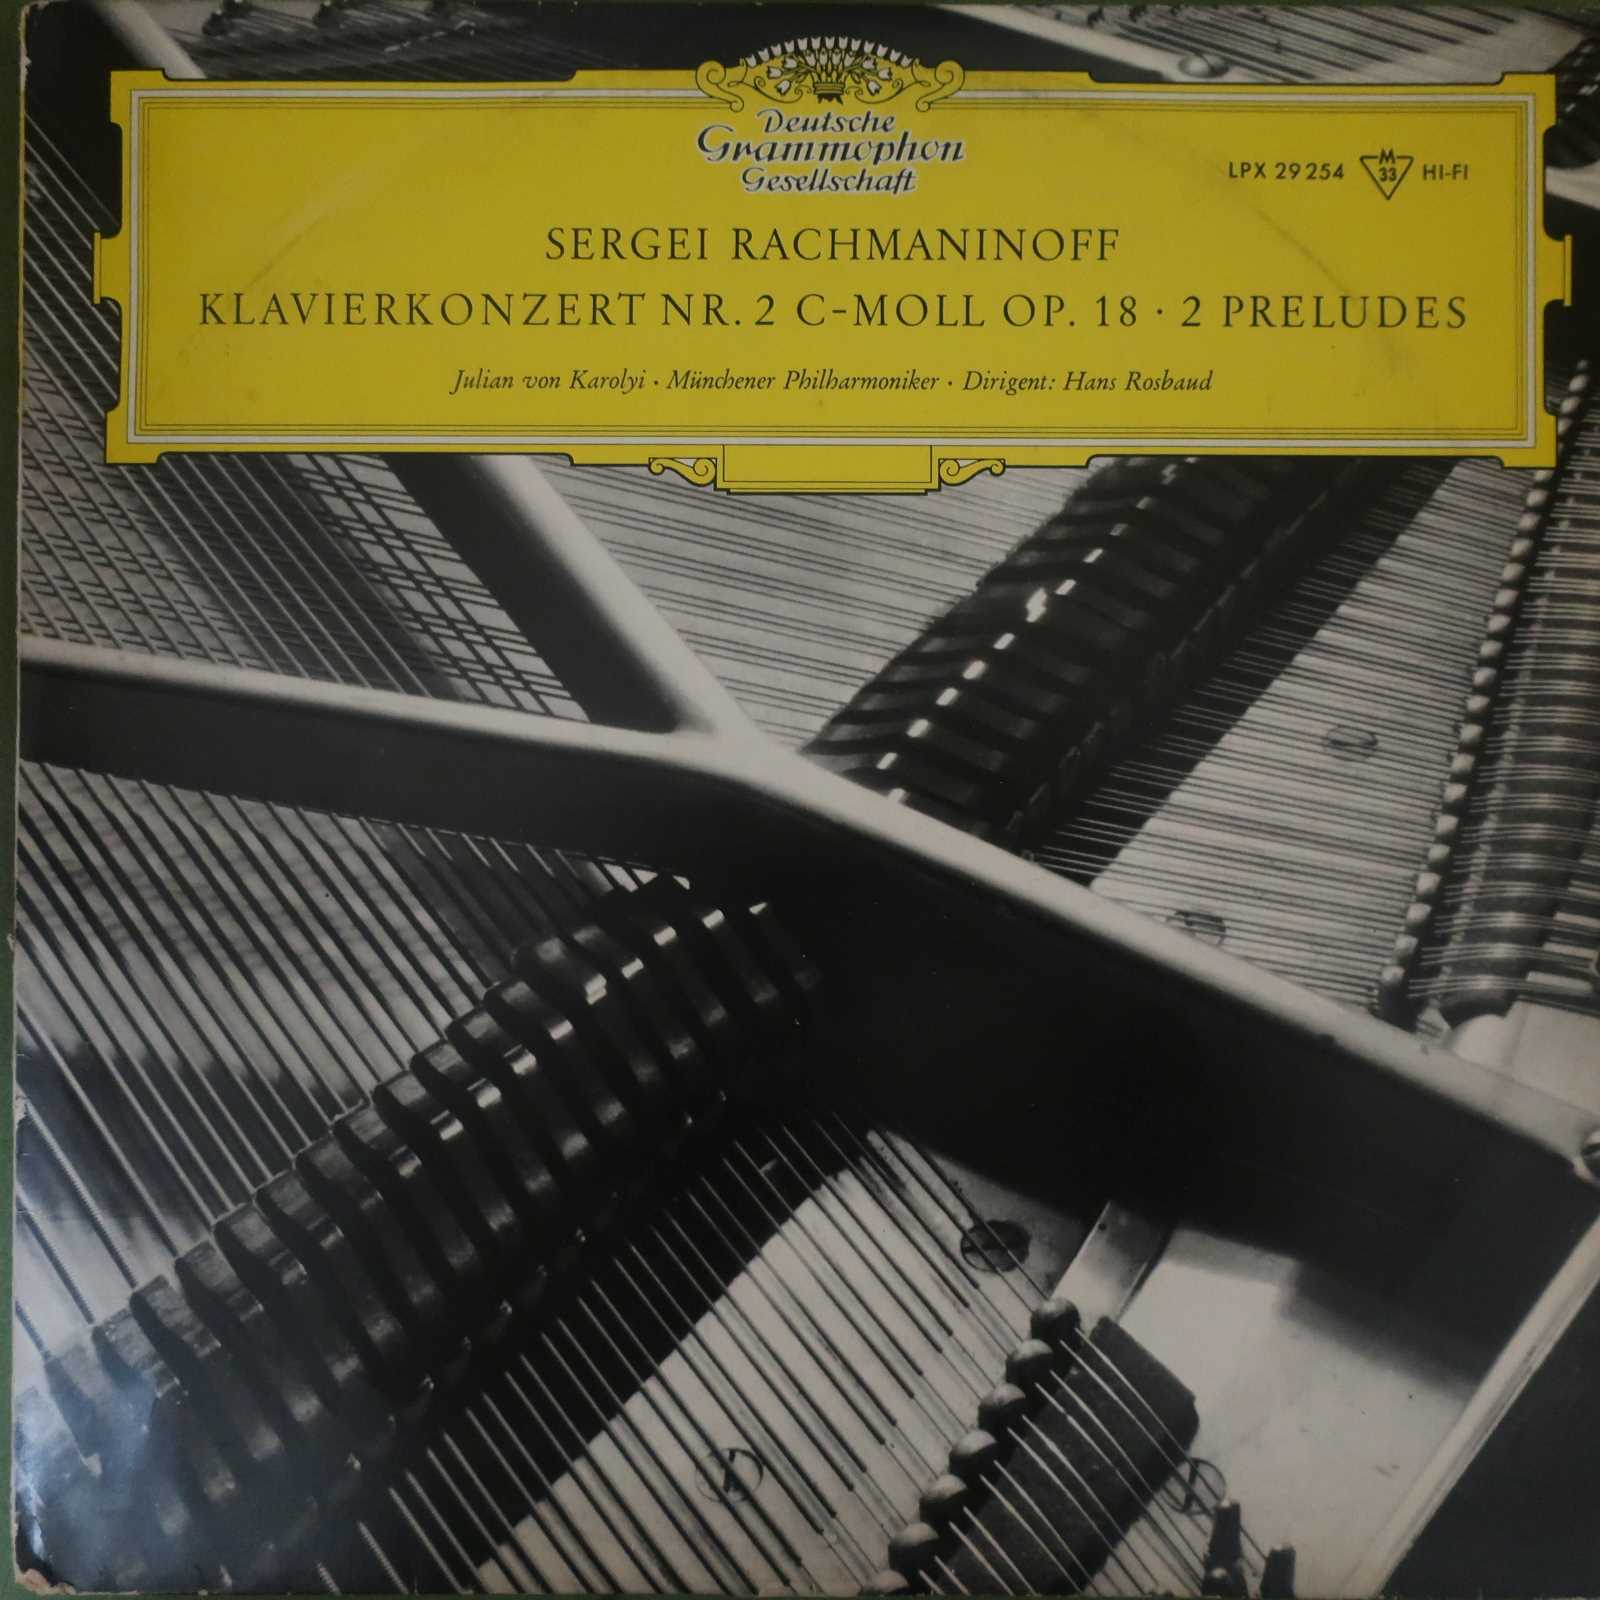 Deutsche
Grammophon
Gesellschaft
LPX 29 254 M 33 HI-FI
SERGEI RACHMANINOFF
KLAVIERKONZERT NR. 2 C-MOLL OP. 18 · 2 PRELUDES
Julian von Karolyi · Münchener Philharmoniker · Dirigent: Hans Rosbaud